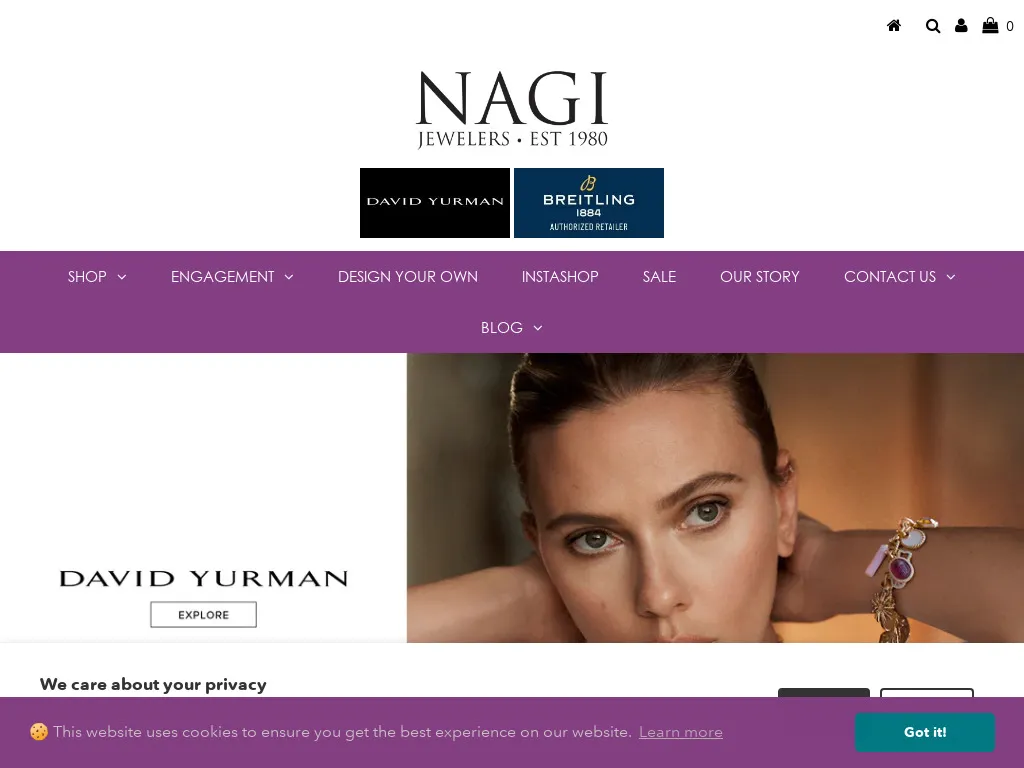 0
NAGI
JEWELERS • EST 1980
DAVID YURMAN
BREITLING
1884
AUTHORIZED RETAILER
SHOP ENGAGEMENT DESIGN YOUR OWN INSTASHOP SALE OUR STORY CONTACT US
BLOG
DAVID YURMAN
EXPLORE
We care about your privacy
🍪 This website uses cookies to ensure you get the best experience on our website. Learn more
Got it!